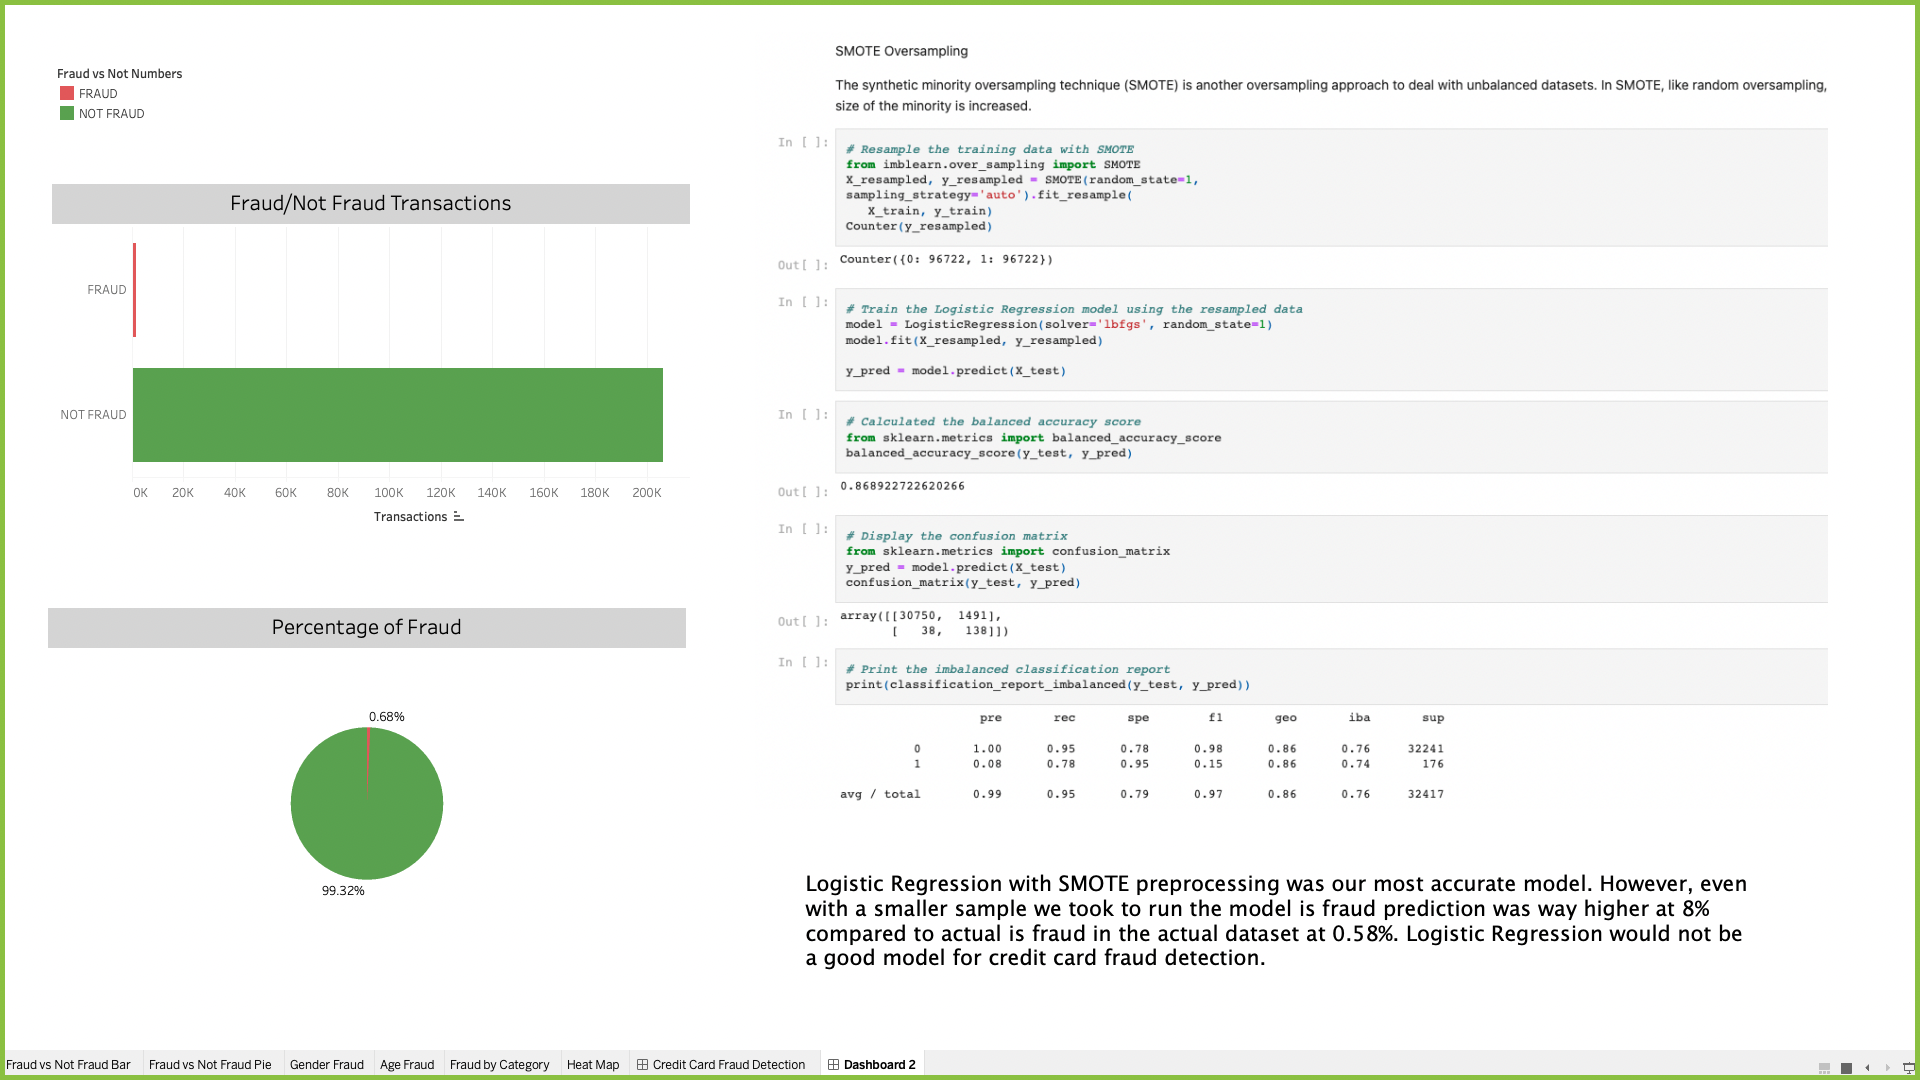 Fraud vs Not Numbers
FRAUD
NOT FRAUD
Fraud/Not Fraud Transactions
FRAUD
NOT FRAUD
0K 20K 40K 60K 80K 100K 120K 140K 160K 180K 200K
Transactions
Percentage of Fraud
0.68%
99.32%
SMOTE Oversampling
The synthetic minority oversampling technique (SMOTE) is another oversampling approach to deal with unbalanced datasets. In SMOTE, like random oversampling,
size of the minority is increased.
In [ ]:
# Resample the training data with SMOTE
from imblearn.over_sampling import SMOTE
X_resampled, y_resampled = SMOTE(random_state=1,
sampling_strategy='auto').fit_resample(
X_train, y_train)
Counter(y_resampled)
Out[ ]: Counter({0: 96722, 1: 96722})
In [ ]:
# Train the Logistic Regression model using the resampled data
model = LogisticRegression(solver='lbfgs', random_state=1)
model.fit(X_resampled, y_resampled)
y_pred = model.predict(X_test)
In [ ]:
# Calculated the balanced accuracy score
from sklearn.metrics import balanced_accuracy_score
balanced_accuracy_score(y_test, y_pred)
Out[ ]: 0.868922722620266
In [ ]:
# Display the confusion matrix
from sklearn.metrics import confusion_matrix
y_pred = model.predict(X_test)
confusion_matrix(y_test, y_pred)
Out[ ]: array([[30750, 1491],
[ 38, 138]])
In [ ]:
# Print the imbalanced classification report
print(classification_report_imbalanced(y_test, y_pred))
pre rec spe f1 geo iba sup
0 1.00 0.95 0.78 0.98 0.86 0.76 32241
1 0.08 0.78 0.95 0.15 0.86 0.74 176
avg / total 0.99 0.95 0.79 0.97 0.86 0.76 32417
Logistic Regression with SMOTE preprocessing was our most accurate model. However, even
with a smaller sample we took to run the model is fraud prediction was way higher at 8%
compared to actual is fraud in the actual dataset at 0.58%. Logistic Regression would not be
a good model for credit card fraud detection.
Fraud vs Not Fraud Bar Fraud vs Not Fraud Pie Gender Fraud Age Fraud Fraud by Category Heat Map Credit Card Fraud Detection Dashboard 2